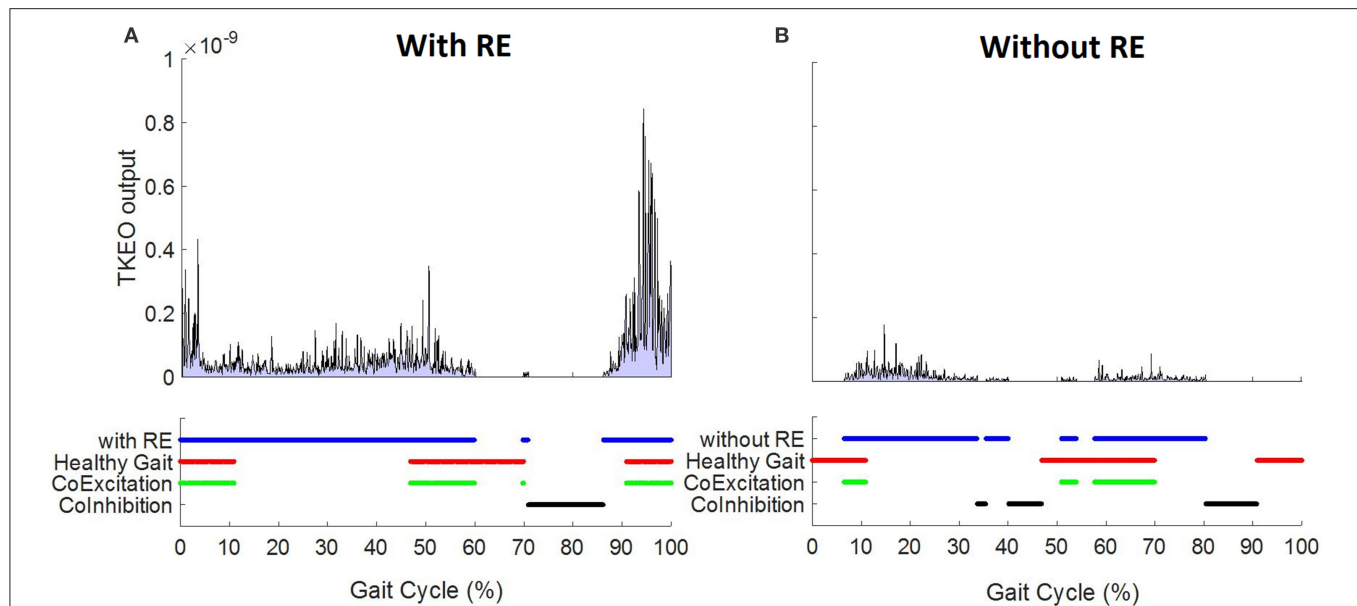 A
With RE
×10⁻⁹
1
0.8
0.6
0.4
0.2
0
TKEO output
with RE
Healthy Gait
CoExcitation
CoInhibition
0 10 20 30 40 50 60 70 80 90 100
Gait Cycle (%)
B
Without RE
without RE
Healthy Gait
CoExcitation
CoInhibition
0 10 20 30 40 50 60 70 80 90 100
Gait Cycle (%)